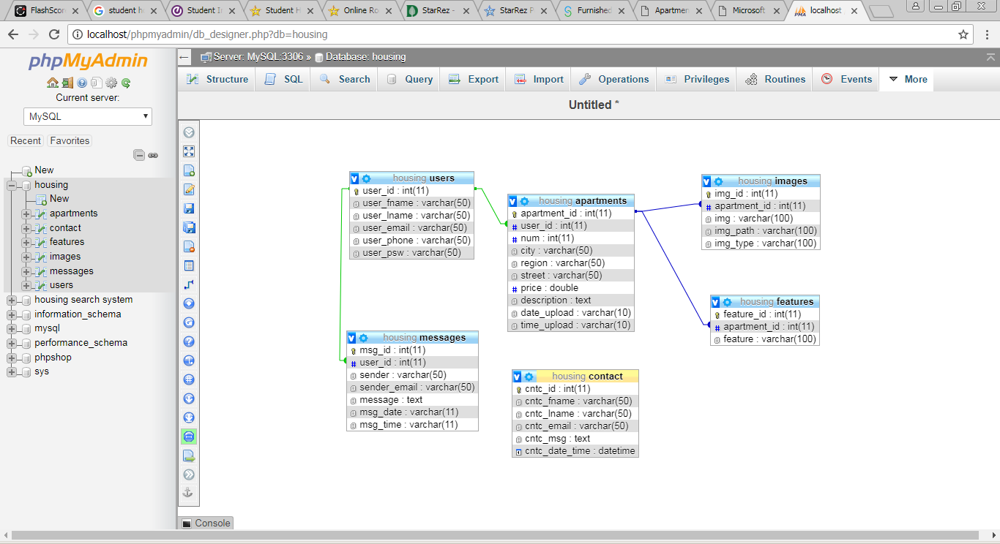 FlashScor
student h
Student I
Student H
Online Ro
StarRez -
StarRez P
Furnished
Apartmen
Microsoft
localhost
localhost/phpmyadmin/db_designer.php?db=housing
phpMyAdmin
Current server:
MySQL
Recent Favorites
New
housing
New
apartments
contact
features
images
messages
users
housing search system
information_schema
mysql
performance_schema
phpshop
sys
Server: MySQL:3306 » Database: housing
Structure SQL Search Query Export Import Operations Privileges Routines Events More
Untitled *
housing users
user_id : int(11)
user_fname : varchar(50)
user_lname : varchar(50)
user_email : varchar(50)
user_phone : varchar(50)
user_psw : varchar(50)
housing apartments
apartment_id : int(11)
user_id : int(11)
num : int(11)
city : varchar(50)
region : varchar(50)
street : varchar(50)
price : double
description : text
date_upload : varchar(10)
time_upload : varchar(10)
housing images
img_id : int(11)
apartment_id : int(11)
img : varchar(100)
img_path : varchar(100)
img_type : varchar(100)
housing features
feature_id : int(11)
apartment_id : int(11)
feature : varchar(100)
housing messages
msg_id : int(11)
user_id : int(11)
sender : varchar(50)
sender_email : varchar(50)
message : text
msg_date : varchar(11)
msg_time : varchar(11)
housing contact
cntc_id : int(11)
cntc_fname : varchar(50)
cntc_lname : varchar(50)
cntc_email : varchar(50)
cntc_msg : text
cntc_date_time : datetime
Console